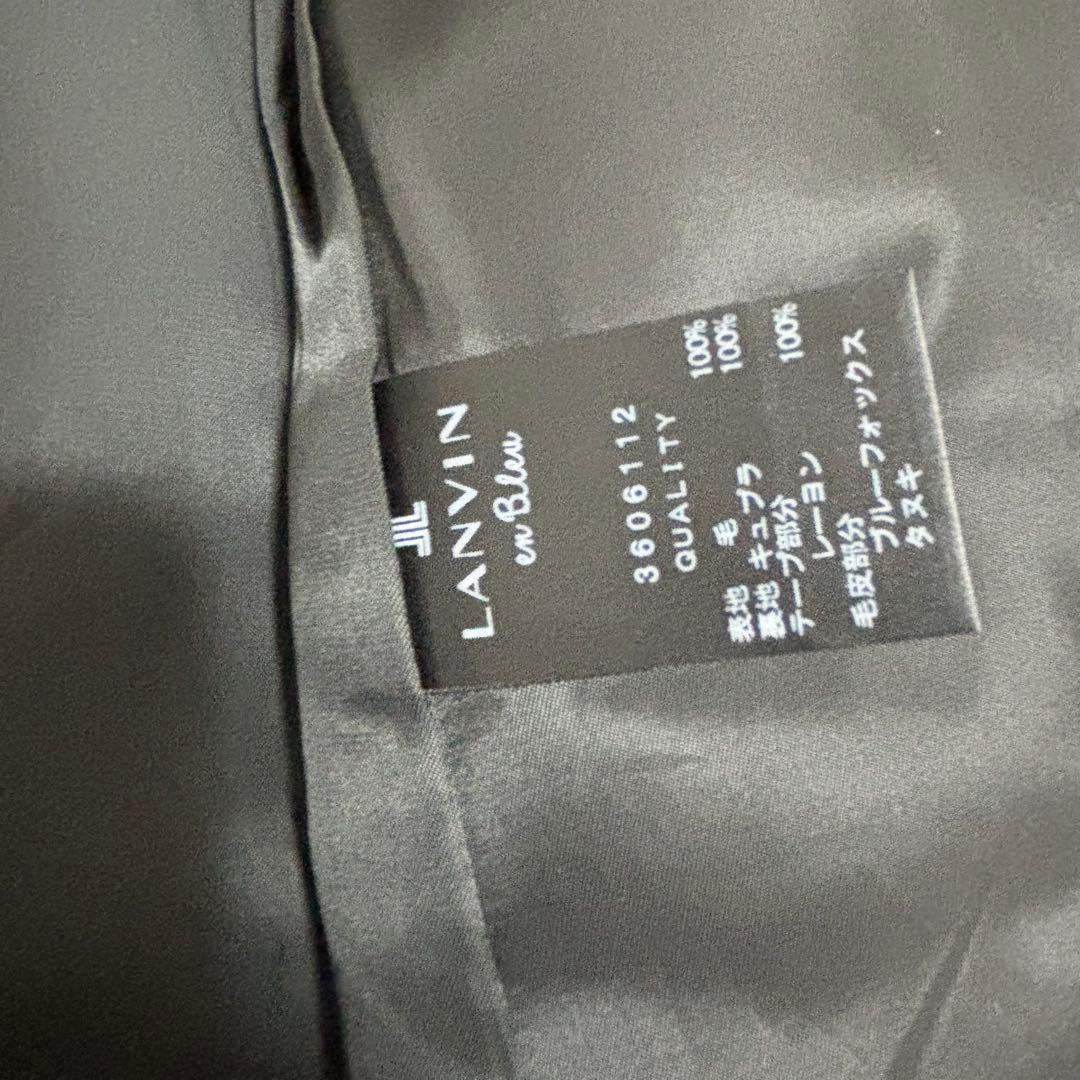 JL
LANVIN
en Bleu
3606112
QUALITY
表地 毛 100%
裏地 キュプラ 100%
テープ部分
レーヨン 100%
毛皮部分
ブルーフォックス
タヌキ